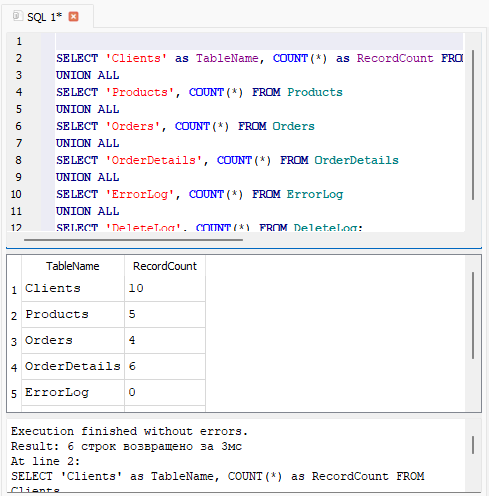 SQL 1*
1
2 SELECT 'Clients' as TableName, COUNT(*) as RecordCount FRO
3 UNION ALL
4 SELECT 'Products', COUNT(*) FROM Products
5 UNION ALL
6 SELECT 'Orders', COUNT(*) FROM Orders
7 UNION ALL
8 SELECT 'OrderDetails', COUNT(*) FROM OrderDetails
9 UNION ALL
10 SELECT 'ErrorLog', COUNT(*) FROM ErrorLog
11 UNION ALL
12 SELECT 'DeleteLog', COUNT(*) FROM DeleteLog;
TableName RecordCount
1 Clients 10
2 Products 5
3 Orders 4
4 OrderDetails 6
5 ErrorLog 0
Execution finished without errors.
Result: 6 строк возвращено за 3мс
At line 2:
SELECT 'Clients' as TableName, COUNT(*) as RecordCount FROM
Clients